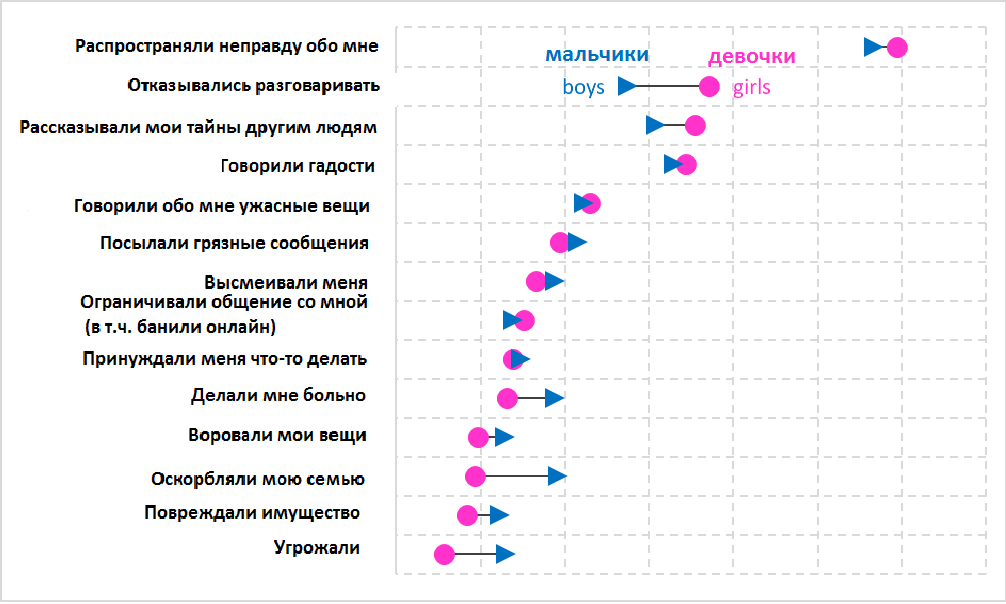 Распространяли неправду обо мне
мальчики
девочки
Отказывались разговаривать
boys
girls
Рассказывали мои тайны другим людям
Говорили гадости
Говорили обо мне ужасные вещи
Посылали грязные сообщения
Высмеивали меня
Ограничивали общение со мной
(в т.ч. банили онлайн)
Принуждали меня что-то делать
Делали мне больно
Воровали мои вещи
Оскорбляли мою семью
Повреждали имущество
Угрожали